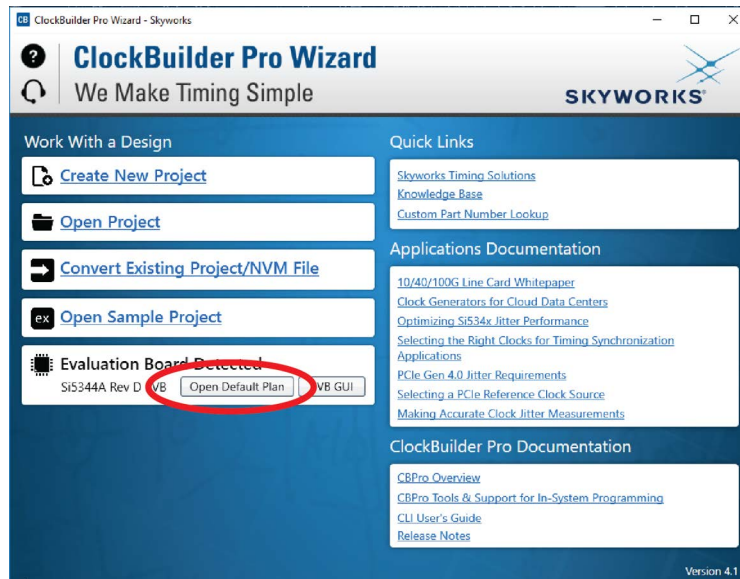 CB ClockBuilder Pro Wizard - Skyworks
? ClockBuilder Pro Wizard
We Make Timing Simple
SKYWORKS®
Work With a Design
Create New Project
Open Project
Convert Existing Project/NVM File
ex Open Sample Project
Evaluation Board Detected
Si5344A Rev D VB Open Default Plan VB GUI
Quick Links
Skyworks Timing Solutions
Knowledge Base
Custom Part Number Lookup
Applications Documentation
10/40/100G Line Card Whitepaper
Clock Generators for Cloud Data Centers
Optimizing Si534x Jitter Performance
Selecting the Right Clocks for Timing Synchronization
Applications
PCIe Gen 4.0 Jitter Requirements
Selecting a PCIe Reference Clock Source
Making Accurate Clock Jitter Measurements
ClockBuilder Pro Documentation
CBPro Overview
CBPro Tools & Support for In-System Programming
CLI User's Guide
Release Notes
Version 4.1